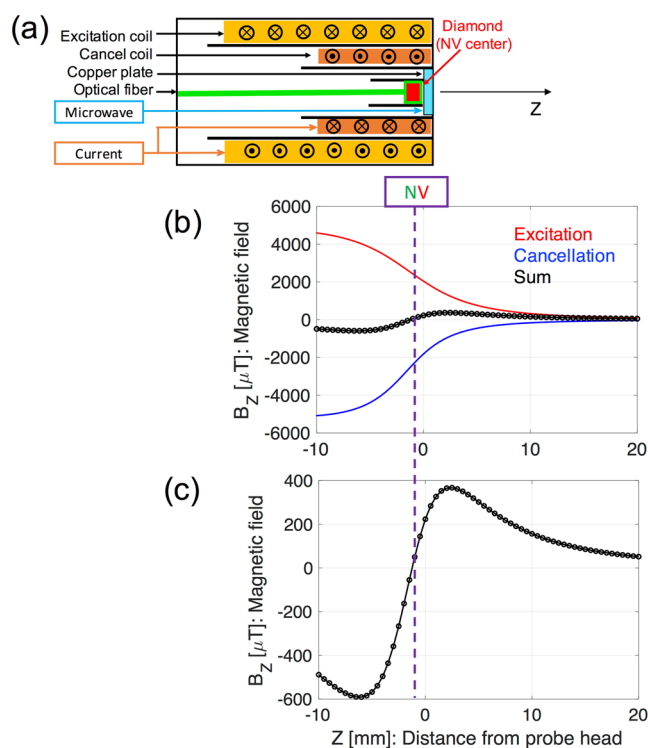 (a)
Excitation coil
Cancel coil
Copper plate
Optical fiber
Microwave
Current
Diamond
(NV center)
Z
NV
(b)
6000
4000
2000
0
-2000
-4000
-6000
B_Z [μT]: Magnetic field
Excitation
Cancellation
Sum
-10
0
10
20
(c)
400
200
0
-200
-400
-600
B_Z [μT]: Magnetic field
-10
0
10
20
Z [mm]: Distance from probe head